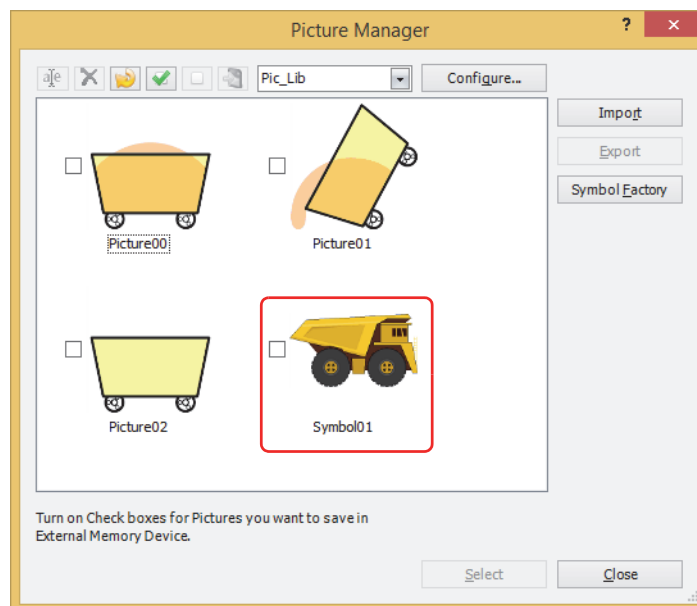 Picture Manager
?
Pic_Lib
Configure...
Import
Export
Symbol Factory
Picture00
Picture01
Picture02
Symbol01
Turn on Check boxes for Pictures you want to save in
External Memory Device.
Select
Close